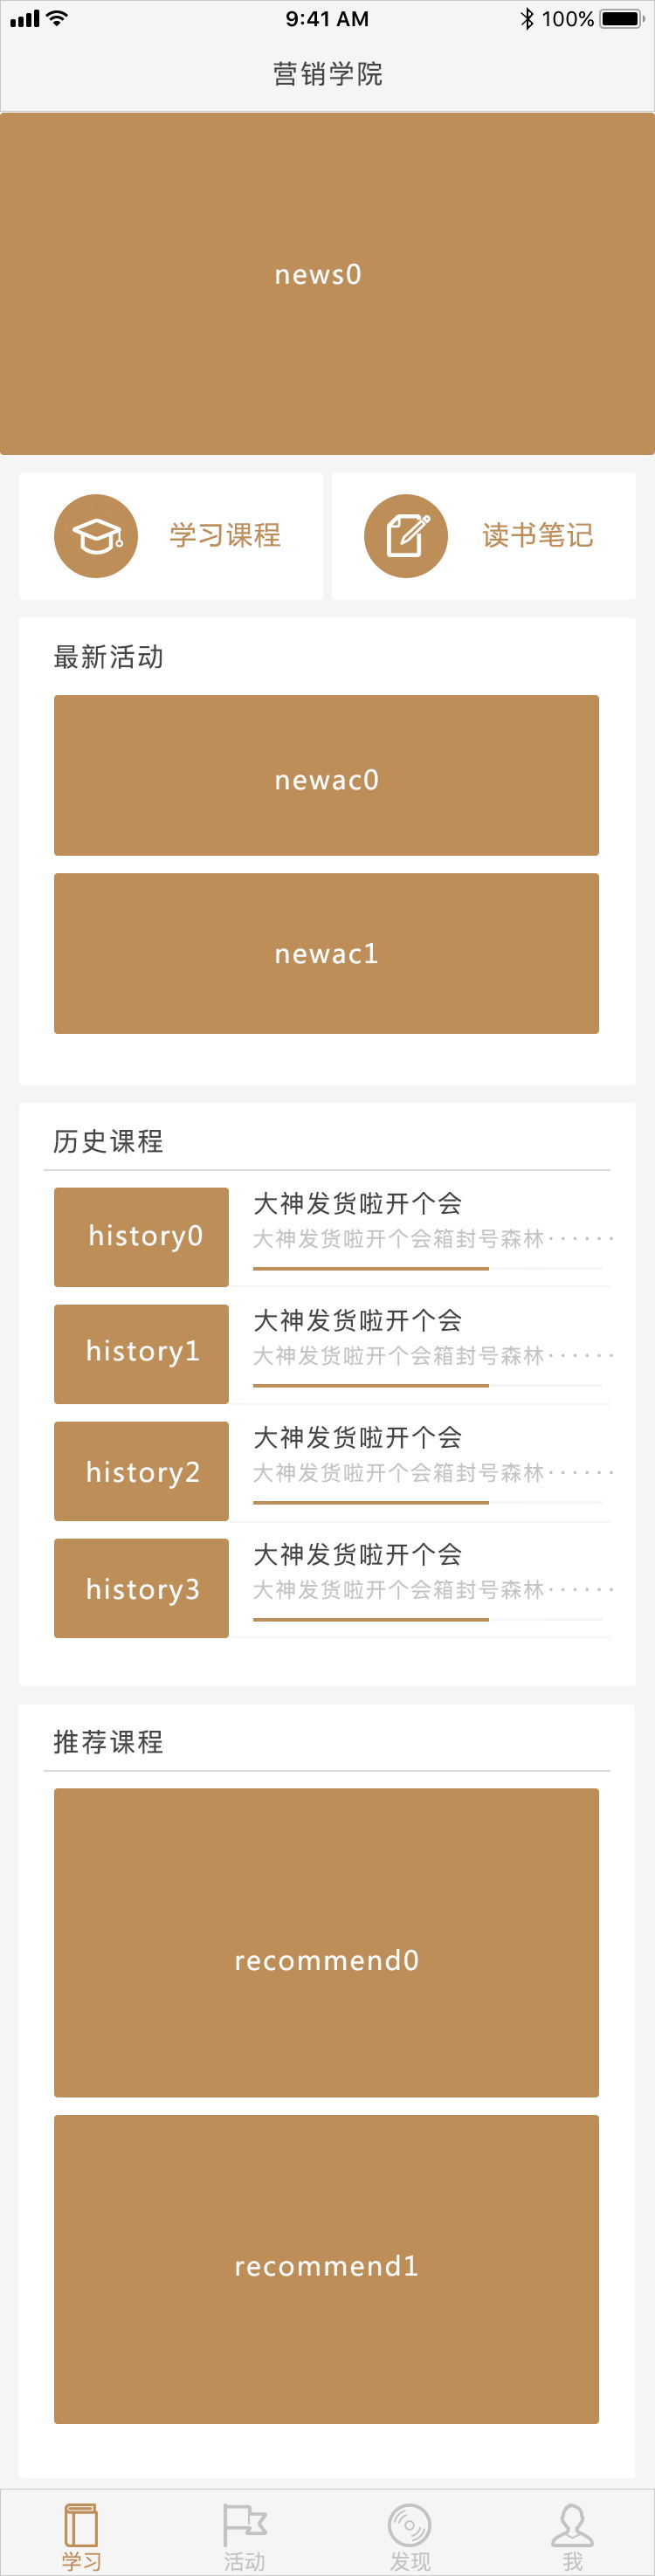 9:41 AM 100%
营销学院
news0
学习课程 读书笔记
最新活动
newac0
newac1
历史课程
history0
大神发货啦开个会
大神发货啦开个会箱封号森林······
history1
大神发货啦开个会
大神发货啦开个会箱封号森林······
history2
大神发货啦开个会
大神发货啦开个会箱封号森林······
history3
大神发货啦开个会
大神发货啦开个会箱封号森林······
推荐课程
recommend0
recommend1
学习 活动 发现 我